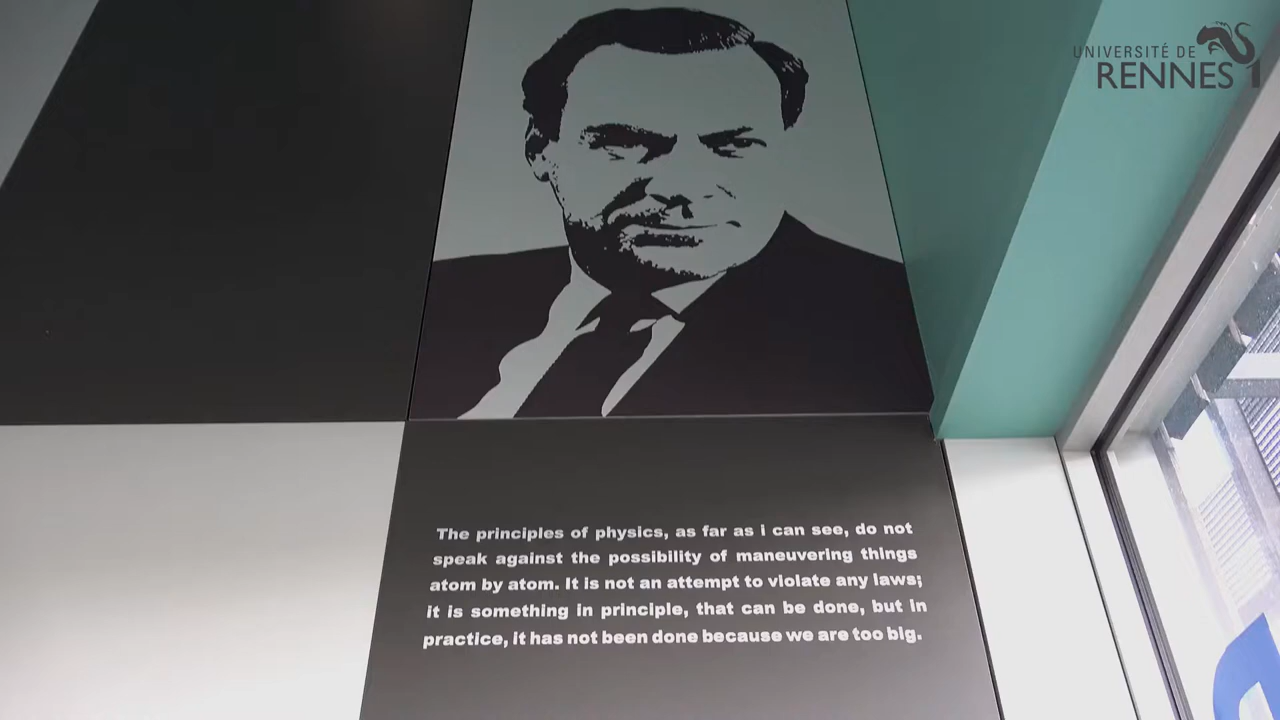 UNIVERSITÉ DE
RENNES 1
The principles of physics, as far as i can see, do not
speak against the possibility of maneuvering things
atom by atom. It is not an attempt to violate any laws;
it is something in principle, that can be done, but in
practice, it has not been done because we are too big.